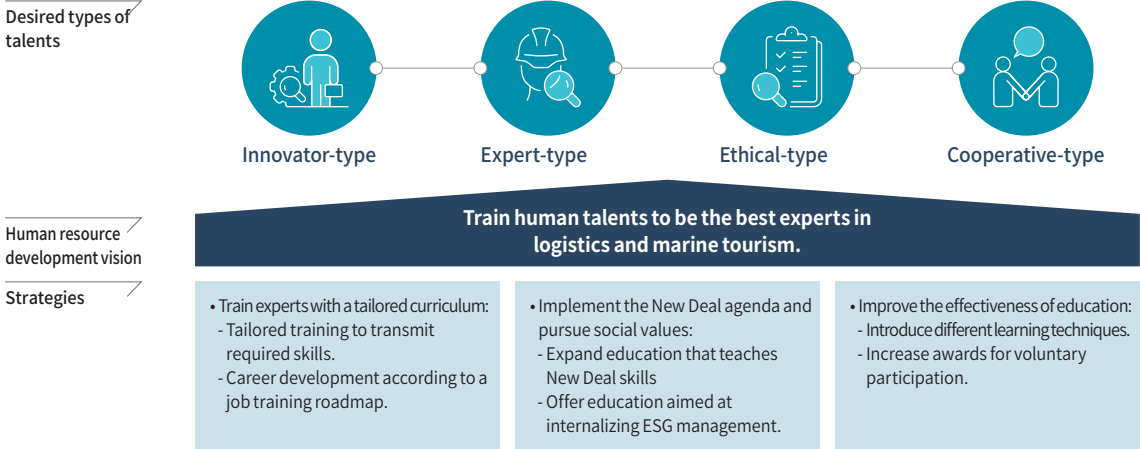 Desired types of
talents
Innovator-type
Expert-type
Ethical-type
Cooperative-type
Human resource
development vision
Train human talents to be the best experts in
logistics and marine tourism.
Strategies
• Train experts with a tailored curriculum:
- Tailored training to transmit
required skills.
- Career development according to a
job training roadmap.
• Implement the New Deal agenda and
pursue social values:
- Expand education that teaches
New Deal skills
- Offer education aimed at
internalizing ESG management.
• Improve the effectiveness of education:
- Introduce different learning techniques.
- Increase awards for voluntary
participation.